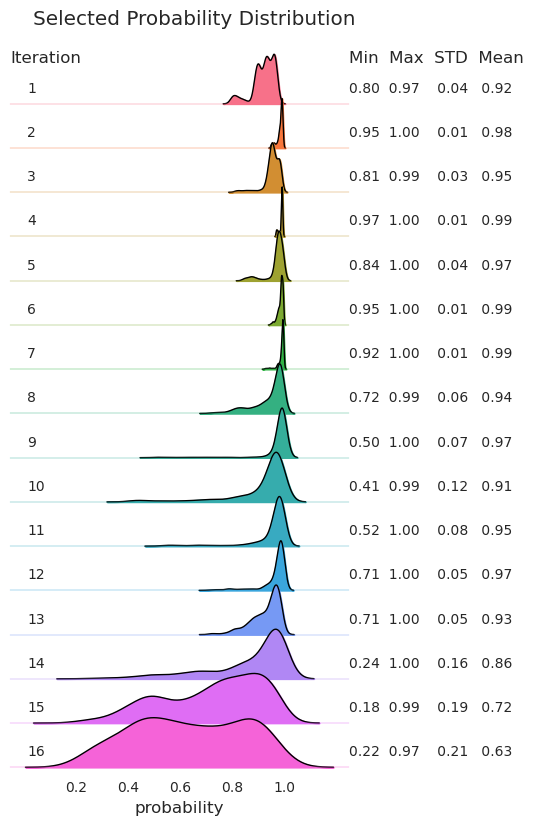 Selected Probability Distribution
Iteration Min Max STD Mean
1 0.80 0.97 0.04 0.92
2 0.95 1.00 0.01 0.98
3 0.81 0.99 0.03 0.95
4 0.97 1.00 0.01 0.99
5 0.84 1.00 0.04 0.97
6 0.95 1.00 0.01 0.99
7 0.92 1.00 0.01 0.99
8 0.72 0.99 0.06 0.94
9 0.50 1.00 0.07 0.97
10 0.41 0.99 0.12 0.91
11 0.52 1.00 0.08 0.95
12 0.71 1.00 0.05 0.97
13 0.71 1.00 0.05 0.93
14 0.24 1.00 0.16 0.86
15 0.18 0.99 0.19 0.72
16 0.22 0.97 0.21 0.63
0.2 0.4 0.6 0.8 1.0
probability